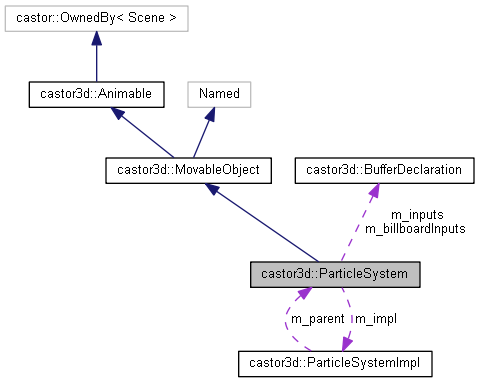 castor::OwnedBy< Scene >
castor3d::Animable
Named
castor3d::MovableObject
castor3d::BufferDeclaration
m_inputs
m_billboardInputs
castor3d::ParticleSystem
m_parent
m_impl
castor3d::ParticleSystemImpl